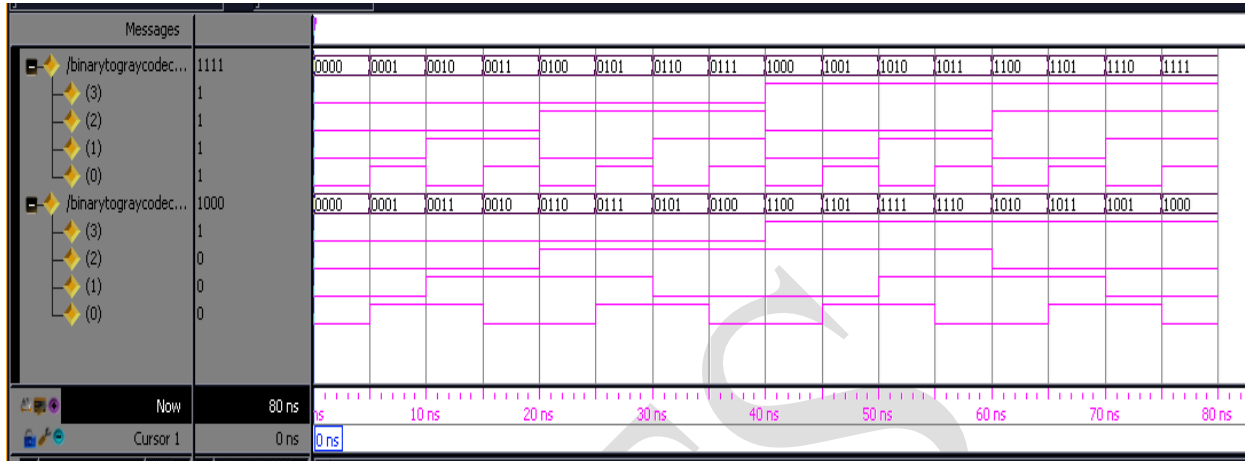 Messages
/binarytograycodec... 1111 0000 0001 0010 0011 0100 0101 0110 0111 1000 1001 1010 1011 1100 1101 1110 1111
(3) 1
(2) 1
(1) 1
(0) 1
/binarytograycodec... 1000 0000 0001 0011 0010 0110 0111 0101 0100 1100 1101 1111 1110 1010 1011 1001 1000
(3) 1
(2) 0
(1) 0
(0) 0
Now 80 ns ns 10 ns 20 ns 30 ns 40 ns 50 ns 60 ns 70 ns 80 ns
Cursor 1 0 ns 0 ns